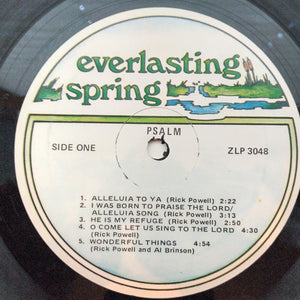 everlasting
spring
PSALM
SIDE ONE
ZLP 3048
1. ALLELUIA TO YA (Rick Powell) 2:22
2. I WAS BORN TO PRAISE THE LORD/
ALLELUIA SONG (Rick Powell) 3:13
3. HE IS MY REFUGE (Rick Powell) 2:50
4. O COME LET US SING TO THE LORD 4:30
(Rick Powell)
5. WONDERFUL THINGS 4:54
(Rick Powell and Al Brinson)